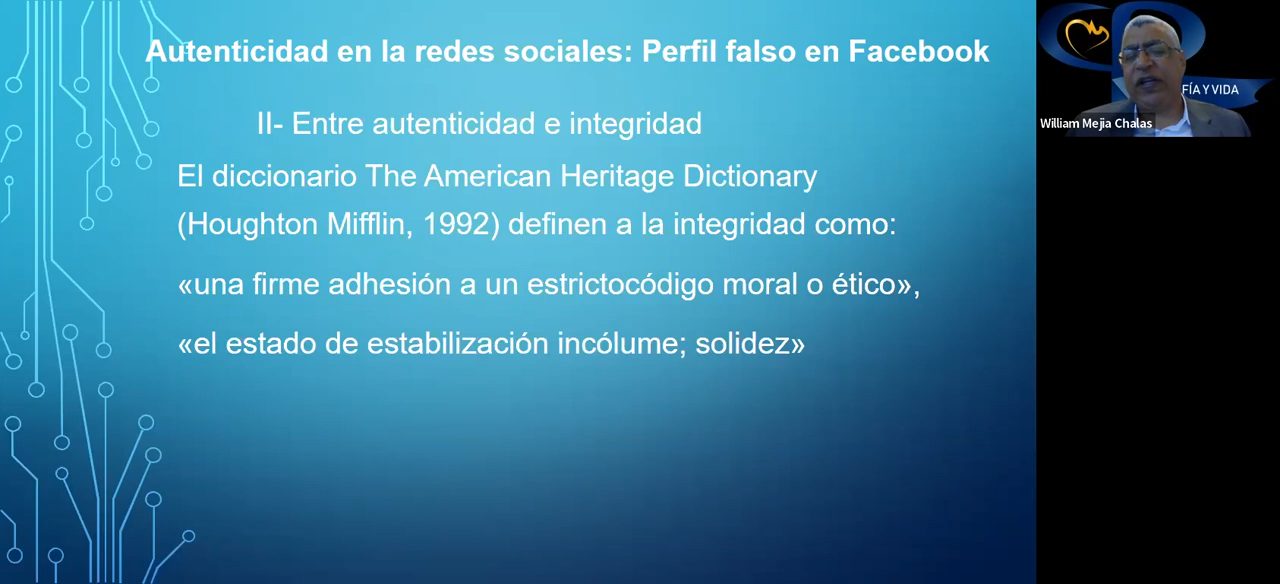 Autenticidad en la redes sociales: Perfil falso en Facebook
II- Entre autenticidad e integridad
El diccionario The American Heritage Dictionary
(Houghton Mifflin, 1992) definen a la integridad como:
«una firme adhesión a un estrictocódigo moral o ético»,
«el estado de estabilización incólume; solidez»
FÍA Y VIDA
William Mejia Chalas